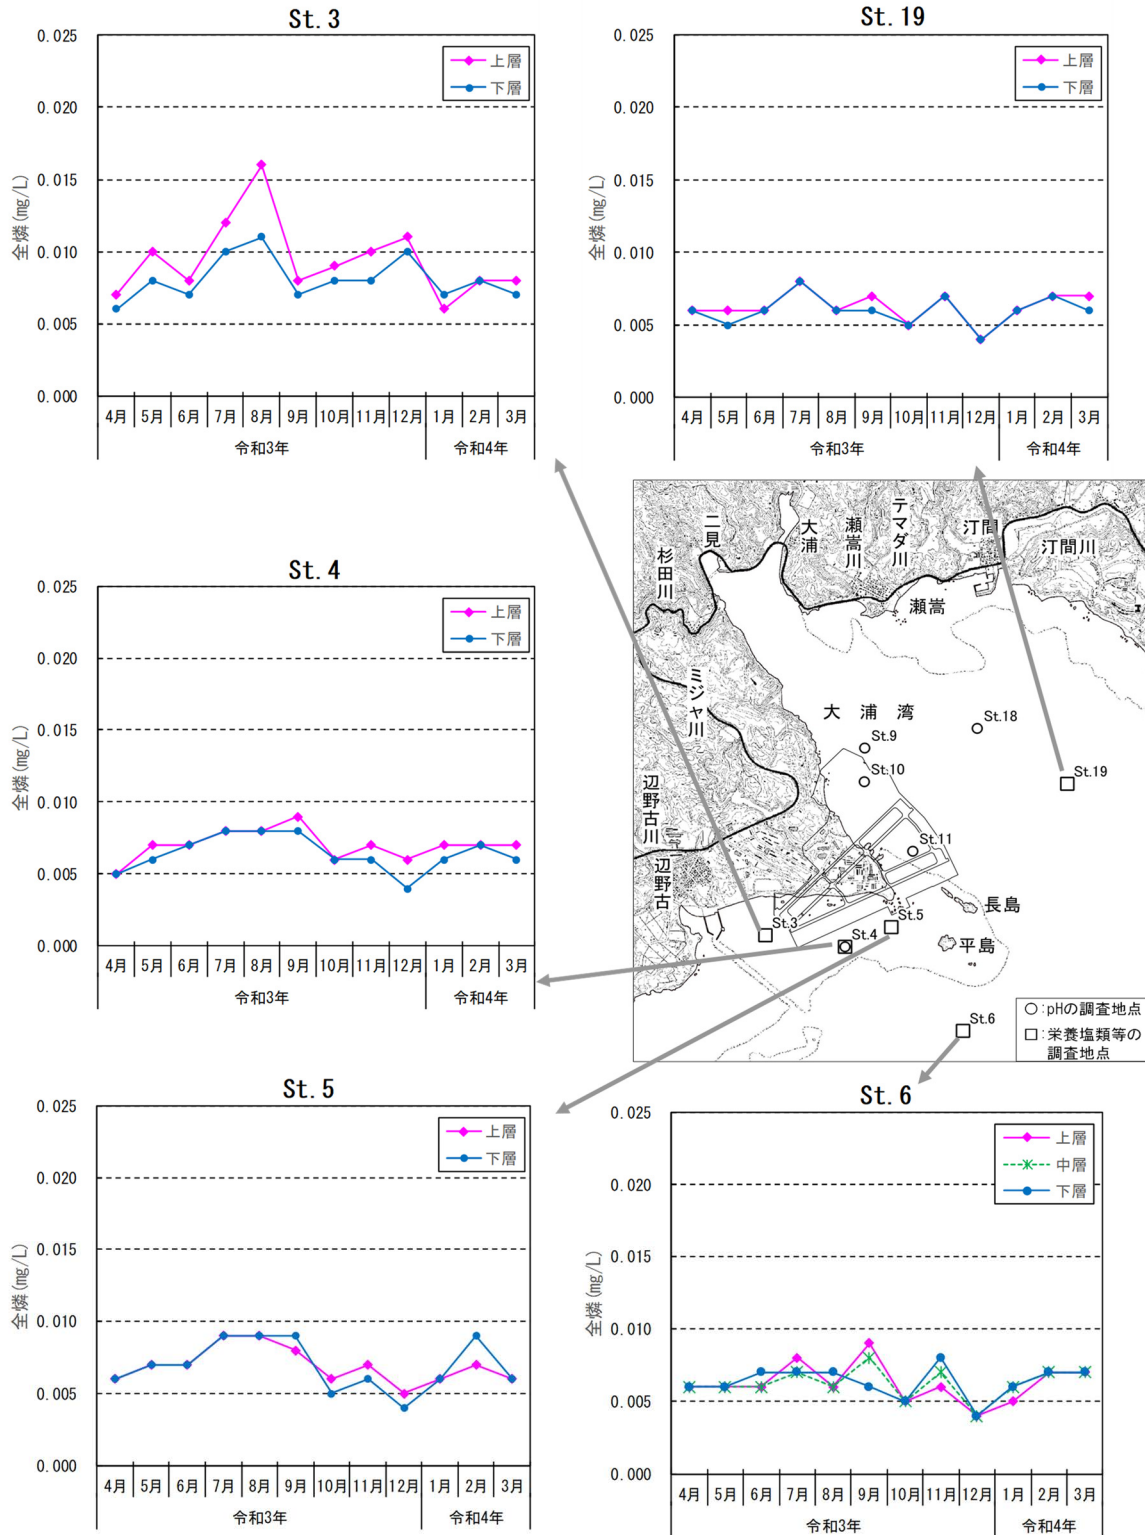 St. 3
0.025
0.020
0.015
0.010
0.005
0.000
全燐(mg/L)
上層
下層
4月 5月 6月 7月 8月 9月 10月 11月 12月 1月 2月 3月
令和3年 令和4年
St. 19
0.025
0.020
0.015
0.010
0.005
0.000
全燐(mg/L)
上層
下層
4月 5月 6月 7月 8月 9月 10月 11月 12月 1月 2月 3月
令和3年 令和4年
St. 4
0.025
0.020
0.015
0.010
0.005
0.000
全燐(mg/L)
上層
下層
4月 5月 6月 7月 8月 9月 10月 11月 12月 1月 2月 3月
令和3年 令和4年
杉田川
二見
大浦
瀬嵩川
テマダ川
汀間
汀間川
瀬嵩
ミジャ川
大浦湾
St.18
St.9
St.10
St.19
辺野古川
St.11
辺野古
長島
St.3
St.5
St.4
平島
St.6
○:pHの調査地点
□:栄養塩類等の
調査地点
St. 5
0.025
0.020
0.015
0.010
0.005
0.000
全燐(mg/L)
上層
下層
4月 5月 6月 7月 8月 9月 10月 11月 12月 1月 2月 3月
令和3年 令和4年
St. 6
0.025
0.020
0.015
0.010
0.005
0.000
全燐(mg/L)
上層
中層
下層
4月 5月 6月 7月 8月 9月 10月 11月 12月 1月 2月 3月
令和3年 令和4年